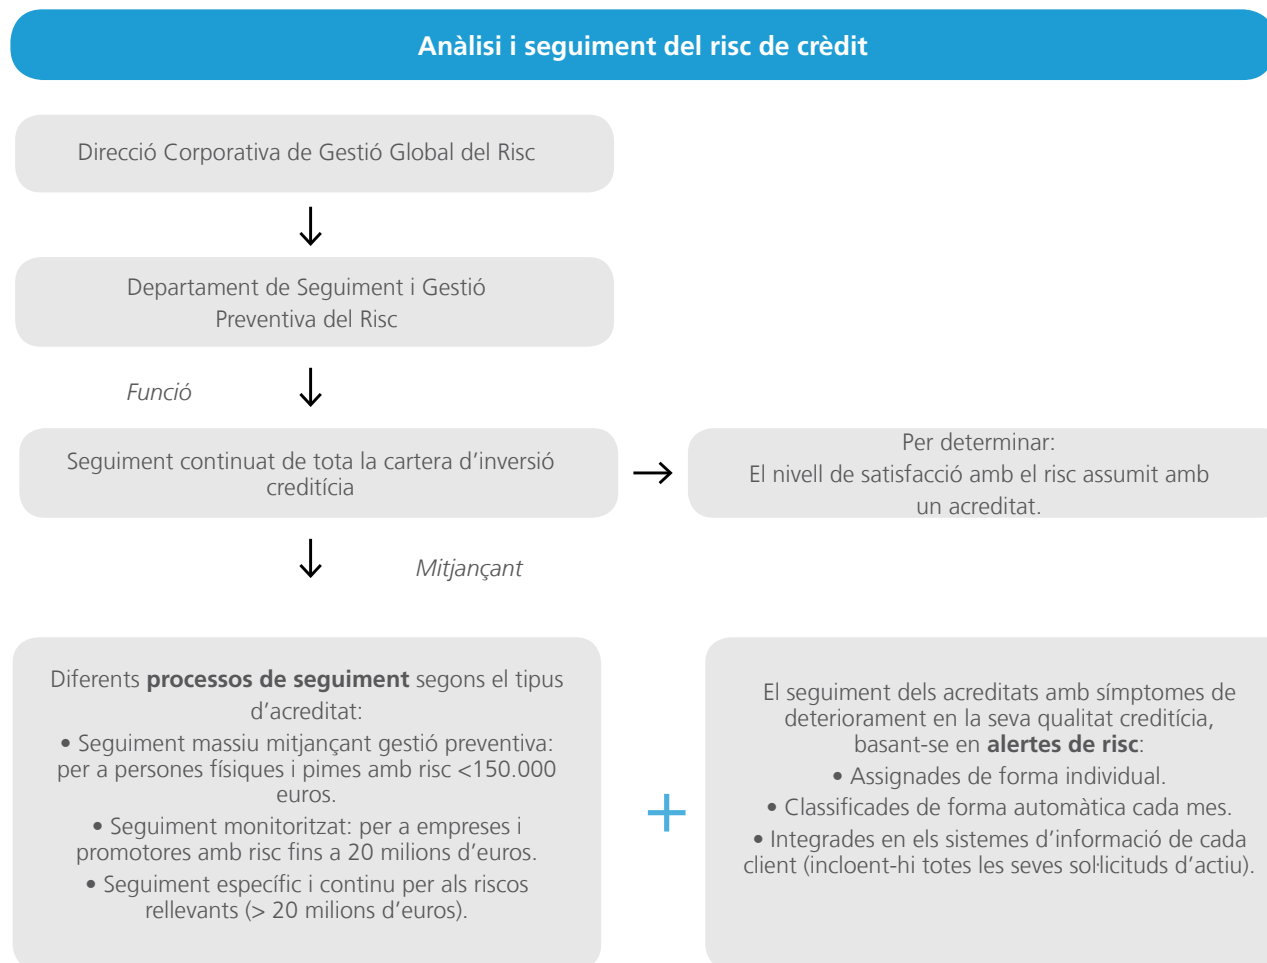 Anàlisi i seguiment del risc de crèdit
Direcció Corporativa de Gestió Global del Risc
Departament de Seguiment i Gestió
Preventiva del Risc
Funció
Seguiment continuat de tota la cartera d’inversió
creditícia
Per determinar:
El nivell de satisfacció amb el risc assumit amb
un acreditat.
Mitjançant
Diferents processos de seguiment segons el tipus
d’acreditat:
• Seguiment massiu mitjançant gestió preventiva:
per a persones físiques i pimes amb risc <150.000
euros.
• Seguiment monitoritzat: per a empreses i
promotores amb risc fins a 20 milions d’euros.
• Seguiment específic i continu per als riscos
rellevants (> 20 milions d’euros).
+
El seguiment dels acreditats amb símptomes de
deteriorament en la seva qualitat creditícia,
basant-se en alertes de risc:
• Assignades de forma individual.
• Classificades de forma automàtica cada mes.
• Integrades en els sistemes d’informació de cada
client (incloent-hi totes les seves sol·licituds d’actiu).